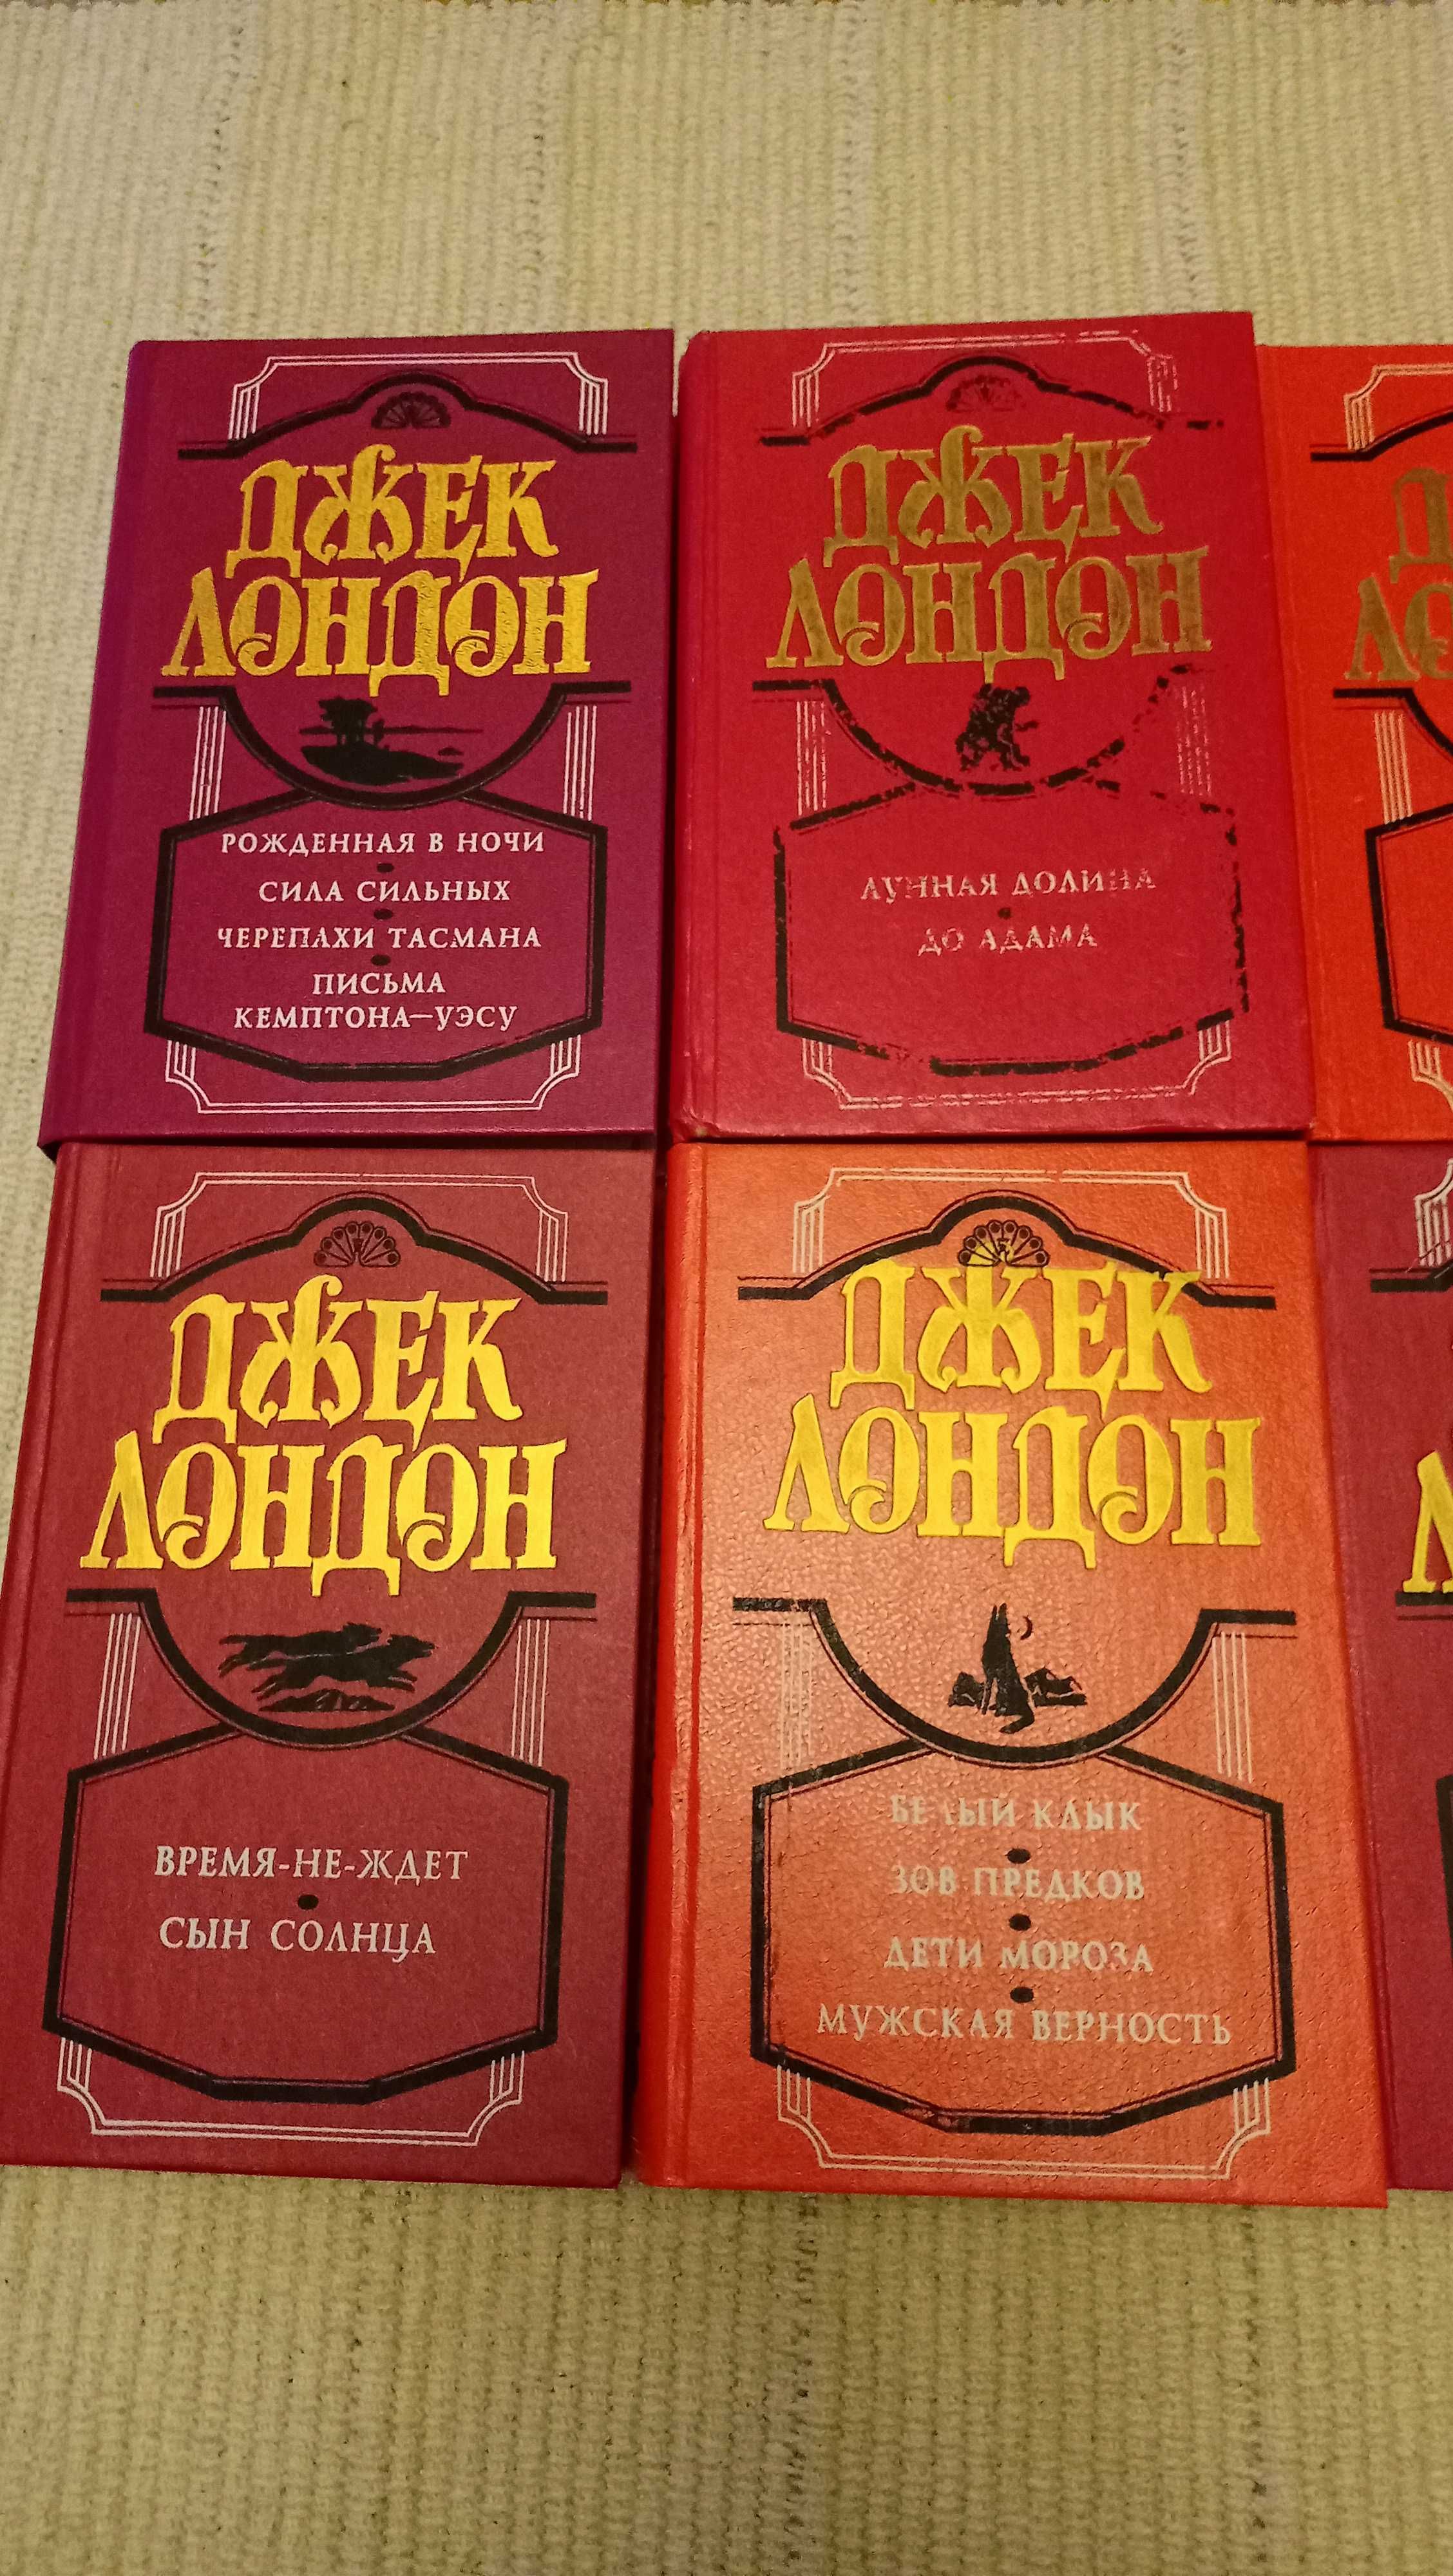 ДЖЕК
ЛОНДОН
РОЖДЕННАЯ В НОЧИ
СИЛА СИЛЬНЫХ
ЧЕРЕПАХИ ТАСМАНА
ПИСЬМА
КЕМПТОНА—УЭСУ
ДЖЕК
ЛОНДОН
ЛУННАЯ ДОЛИНА
ДО АДАМА
ДЖЕК
ЛОНДОН
ВРЕМЯ-НЕ-ЖДЕТ
СЫН СОЛНЦА
ДЖЕК
ЛОНДОН
БЕЛЫЙ КЛЫК
ЗОВ ПРЕДКОВ
ДЕТИ МОРОЗА
МУЖСКАЯ ВЕРНОСТЬ